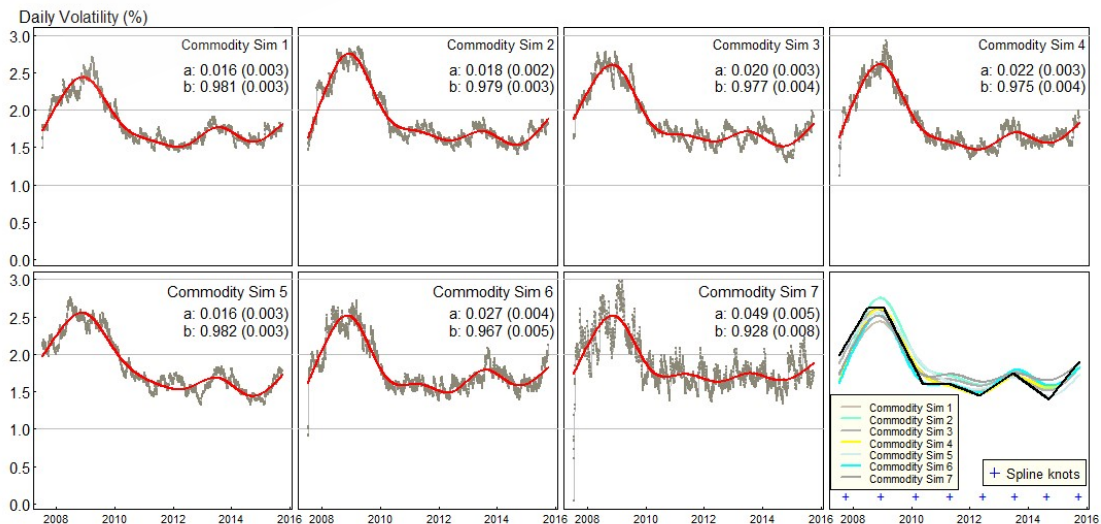 Daily Volatility (%)
3.0
2.5
2.0
1.5
1.0
0.5
0.0
Commodity Sim 1
a: 0.016 (0.003)
b: 0.981 (0.003)
Commodity Sim 2
a: 0.018 (0.002)
b: 0.979 (0.003)
Commodity Sim 3
a: 0.020 (0.003)
b: 0.977 (0.004)
Commodity Sim 4
a: 0.022 (0.003)
b: 0.975 (0.004)
3.0
2.5
2.0
1.5
1.0
0.5
0.0
Commodity Sim 5
a: 0.016 (0.003)
b: 0.982 (0.003)
Commodity Sim 6
a: 0.027 (0.004)
b: 0.967 (0.005)
Commodity Sim 7
a: 0.049 (0.005)
b: 0.928 (0.008)
Commodity Sim 1
Commodity Sim 2
Commodity Sim 3
Commodity Sim 4
Commodity Sim 5
Commodity Sim 6
Commodity Sim 7
+ Spline knots
2008 2010 2012 2014 2016 2008 2010 2012 2014 2016 2008 2010 2012 2014 2016 2008 2010 2012 2014 2016